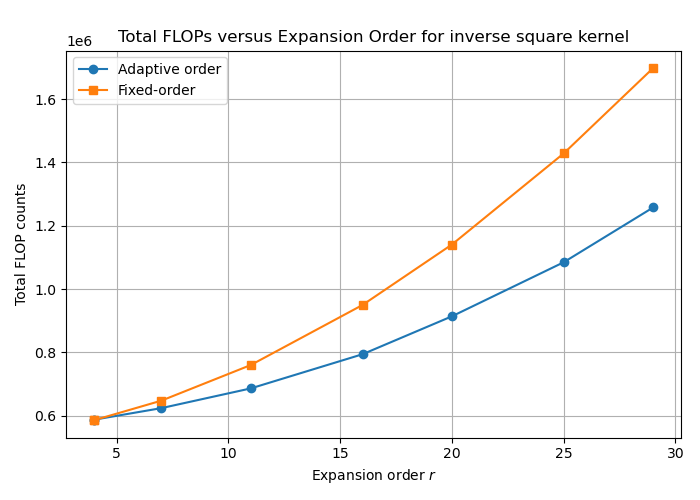 Total FLOPs versus Expansion Order for inverse square kernel
1e6
Adaptive order
Fixed-order
Total FLOP counts
1.6
1.4
1.2
1.0
0.8
0.6
5 10 15 20 25 30
Expansion order r